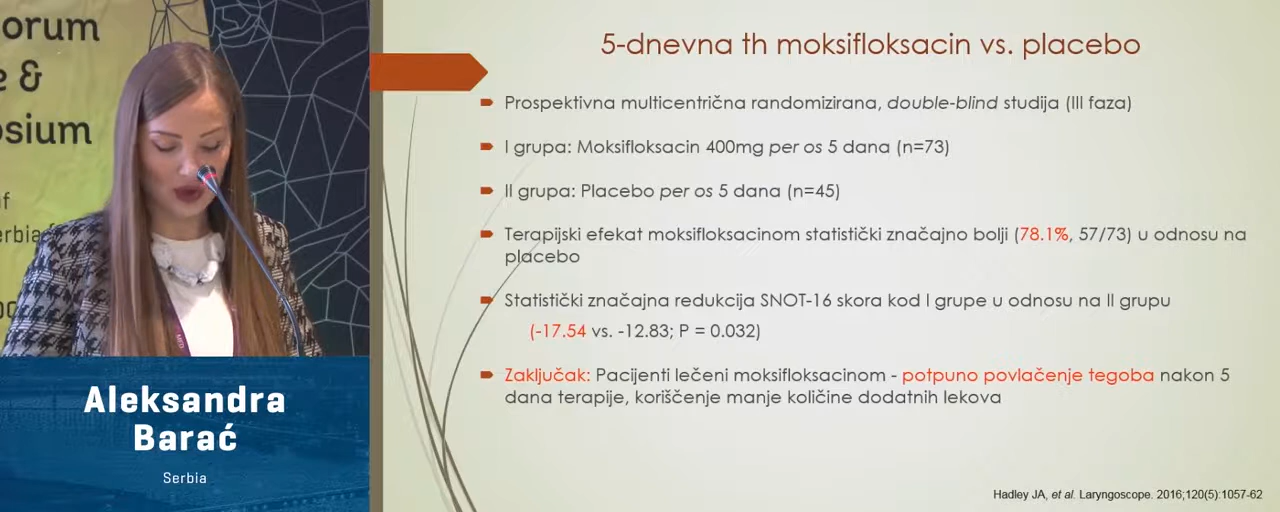 orum
e &
osium
of
erbia
5-dnevna th moksifloksacin vs. placebo
Prospektivna multicentrična randomizirana, double-blind studija (III faza)
I grupa: Moksifloksacin 400mg per os 5 dana (n=73)
II grupa: Placebo per os 5 dana (n=45)
Terapijski efekat moksifloksacinom statistički značajno bolji (78.1%, 57/73) u odnosu na
placebo
Statistički značajna redukcija SNOT-16 skora kod I grupe u odnosu na II grupu
(-17.54 vs. -12.83; P = 0.032)
Zaključak: Pacijenti lečeni moksifloksacinom - potpuno povlačenje tegoba nakon 5
dana terapije, koriščenje manje količine dodatnih lekova
Hadley JA, et al. Laryngoscope. 2016;120(5):1057-62
Aleksandra
Barać
Serbia